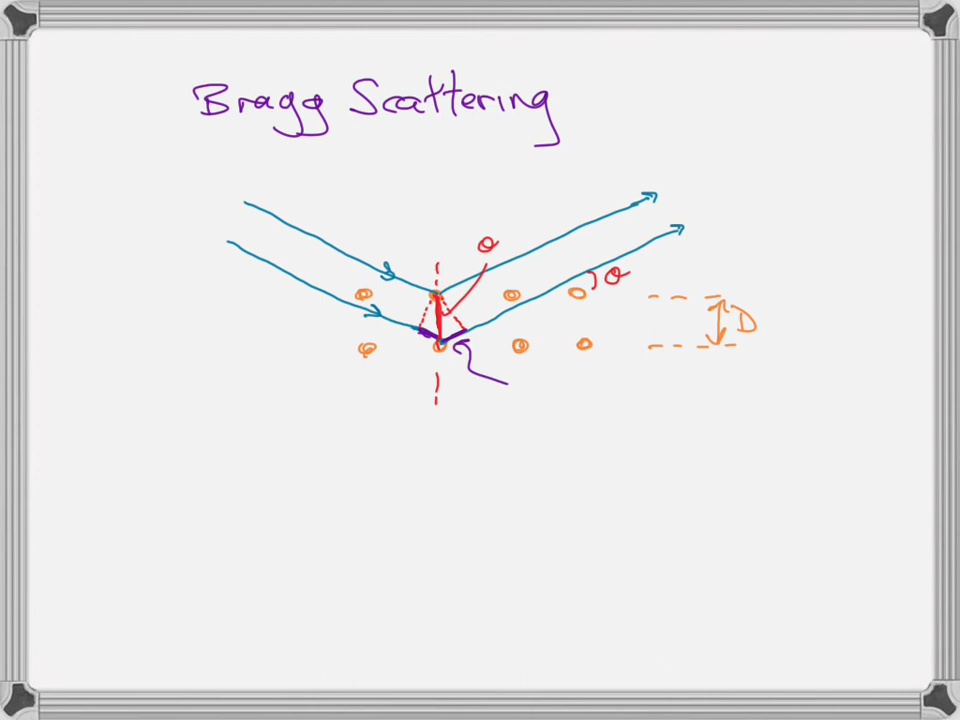 Bragg Scattering
θ
θ
D